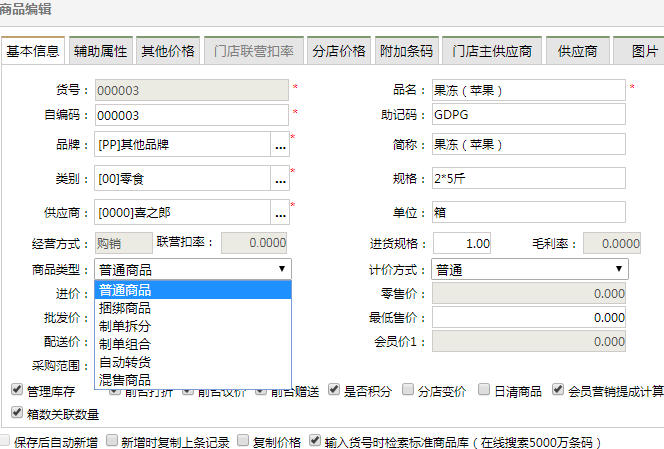 商品编辑
基本信息 辅助属性 其他价格 门店联营扣率 分店价格 附加条码 门店主供应商 供应商 图片
货号： 000003 * 品名： 果冻（苹果） *
自编码： 000003 * 助记码： GDPG
品牌： [PP]其他品牌 ... * 简称： 果冻（苹果）
类别： [00]零食 ... * 规格： 2*5斤
供应商： [0000]喜之郎 ... * 单位： 箱
经营方式： 购销 联营扣率： 0.0000 进货规格： 1.00 毛利率： 0.0000
商品类型： 普通商品 计价方式： 普通
普通商品
进价： 零售价： 0.000
捆绑商品
批发价： 制单拆分 最低售价： 0.000
配送价： 制单组合 会员价1： 0.000
采购范围： 自动转货
混售商品
管理库存 前台打折 前台议价 前台赠送 是否积分 分店变价 日清商品 会员营销提成计算
箱数关联数量
保存后自动新增 新增时复制上条记录 复制价格 输入货号时检索标准商品库（在线搜索5000万条码）